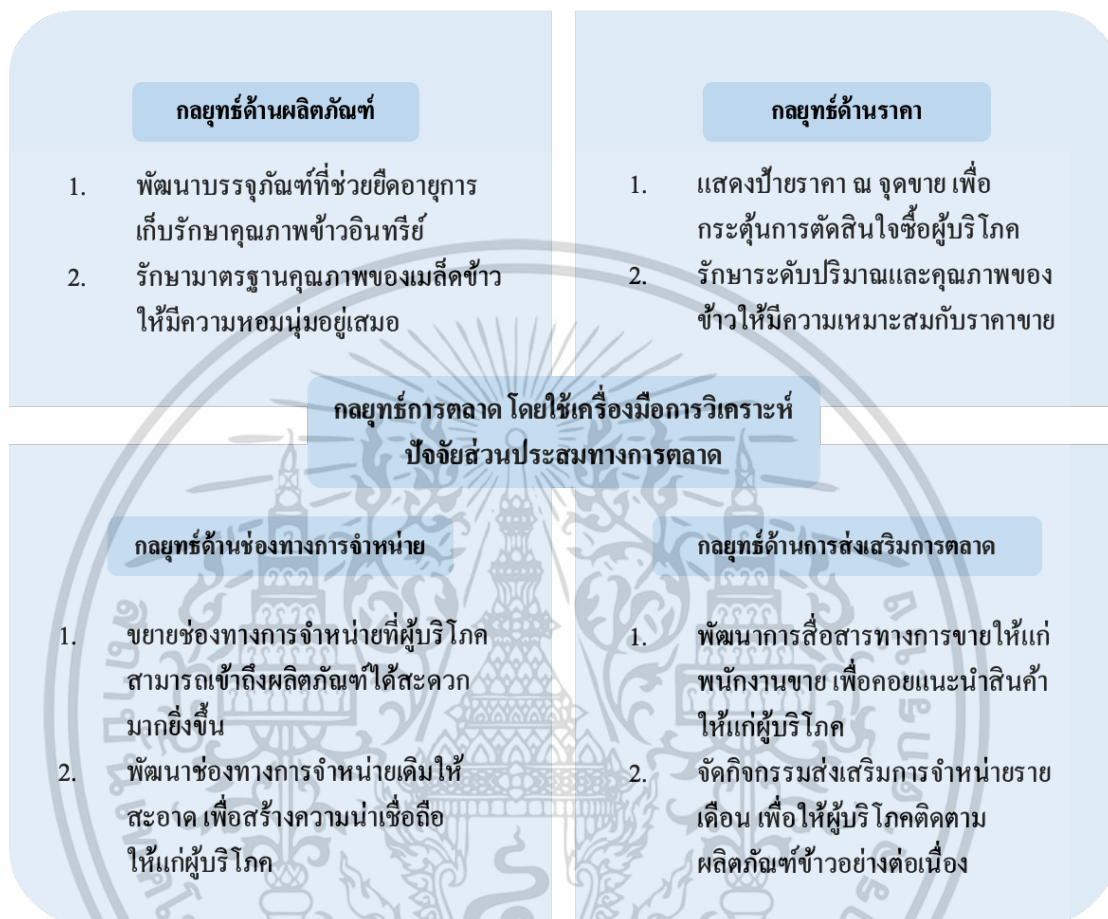 กลยุทธ์ด้านผลิตภัณฑ์
1. พัฒนาบรรจุภัณฑ์ที่ช่วยยืดอายุการ
เก็บรักษาคุณภาพข้าวอินทรีย์
2. รักษามาตรฐานคุณภาพของเมล็ดข้าว
ให้มีความหอมนุ่มอยู่เสมอ
กลยุทธ์ด้านราคา
1. แสดงป้ายราคา ณ จุดขาย เพื่อ
กระตุ้นการตัดสินใจซื้อผู้บริโภค
2. รักษาระดับปริมาณและคุณภาพของ
ข้าวให้มีความเหมาะสมกับราคาขาย
กลยุทธ์การตลาด โดยใช้เครื่องมือการวิเคราะห์
ปัจจัยส่วนประสมทางการตลาด
กลยุทธ์ด้านช่องทางการจำหน่าย
1. ขยายช่องทางการจำหน่ายที่ผู้บริโภค
สามารถเข้าถึงผลิตภัณฑ์ได้สะดวก
มากยิ่งขึ้น
2. พัฒนาช่องทางการจำหน่ายเดิมให้
สะอาด เพื่อสร้างความน่าเชื่อถือ
ให้แก่ผู้บริโภค
กลยุทธ์ด้านการส่งเสริมการตลาด
1. พัฒนาการสื่อสารทางการขายให้แก่
พนักงานขาย เพื่อคอยแนะนำสินค้า
ให้แก่ผู้บริโภค
2. จัดกิจกรรมส่งเสริมการจำหน่ายราย
เดือน เพื่อให้ผู้บริโภคติดตาม
ผลิตภัณฑ์ข้าวอย่างต่อเนื่อง